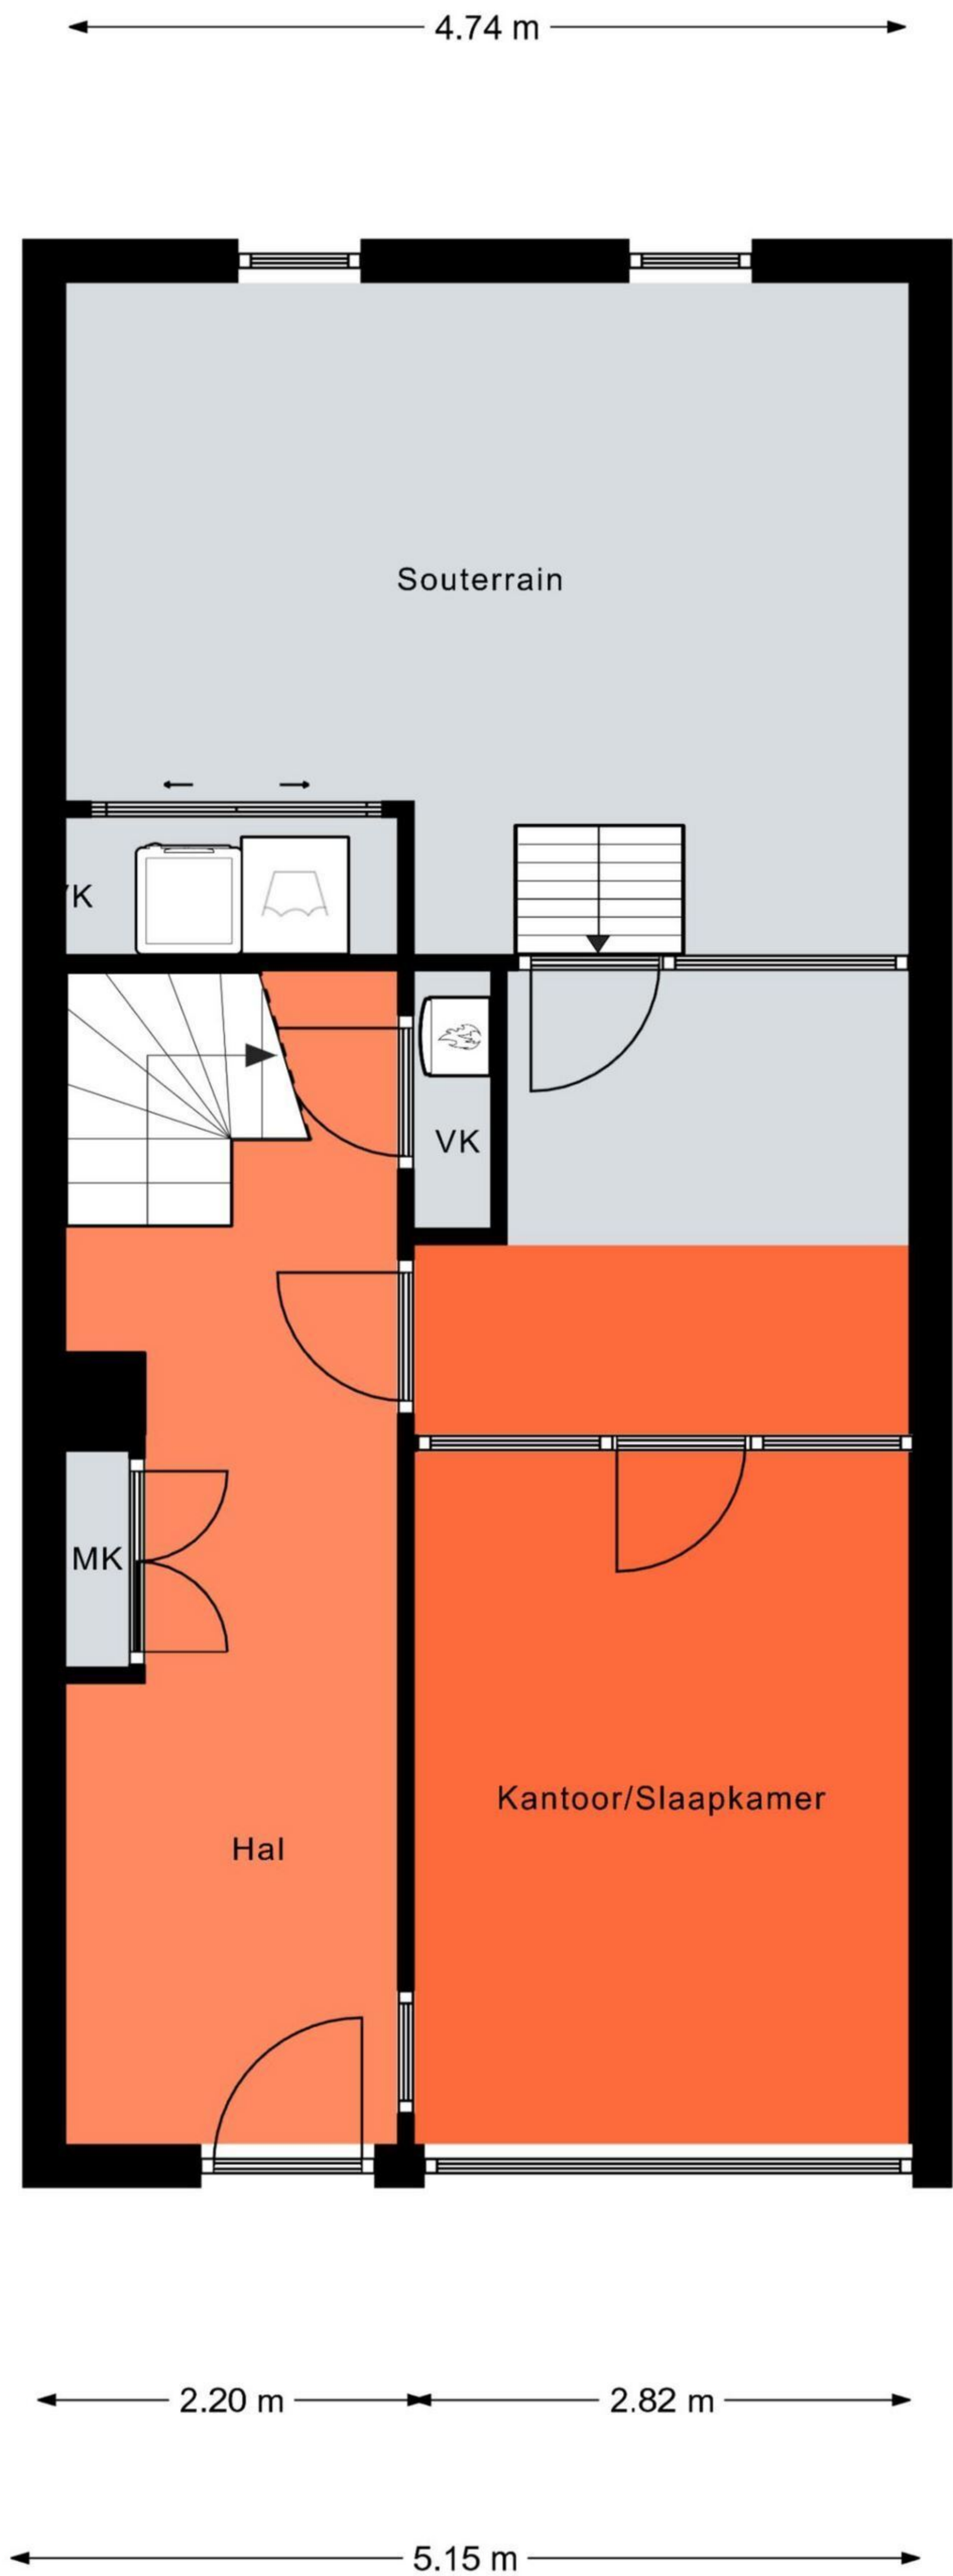 4.74 m
Souterrain
VK
VK
MK
Kantoor/Slaapkamer
Hal
2.20 m
2.82 m
5.15 m